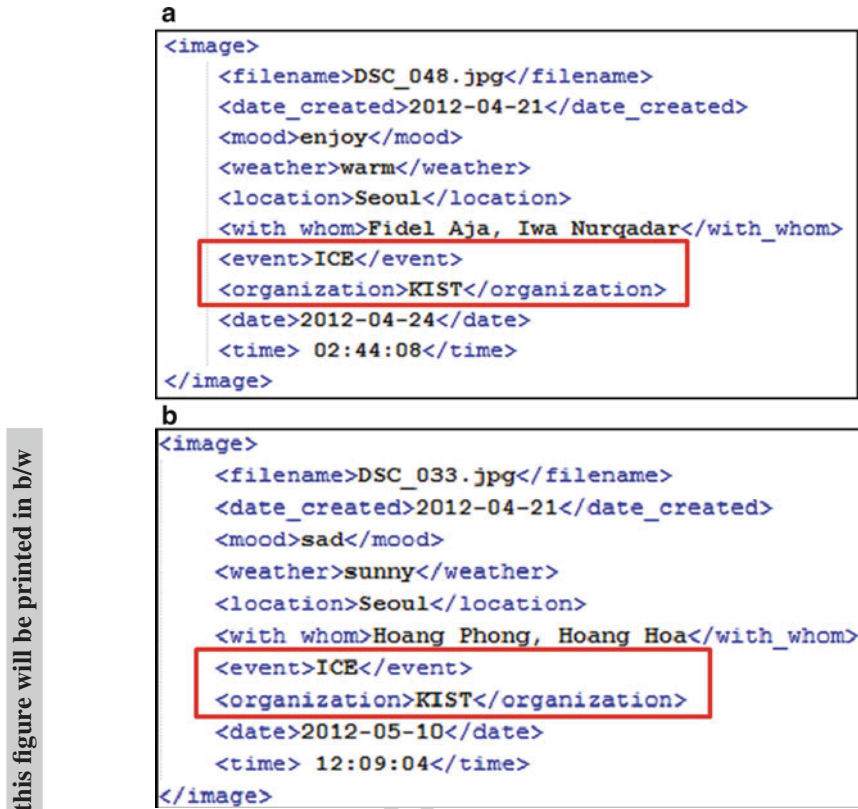 a
<image>
<filename>DSC_048.jpg</filename>
<date_created>2012-04-21</date_created>
<mood>enjoy</mood>
<weather>warm</weather>
<location>Seoul</location>
<with whom>Fidel Aja, Iwa Nurqadar</with_whom>
<event>ICE</event>
<organization>KIST</organization>
<date>2012-04-24</date>
<time> 02:44:08</time>
</image>
b
<image>
<filename>DSC_033.jpg</filename>
<date_created>2012-04-21</date_created>
<mood>sad</mood>
<weather>sunny</weather>
<location>Seoul</location>
<with whom>Hoang Phong, Hoang Hoa</with_whom>
<event>ICE</event>
<organization>KIST</organization>
<date>2012-05-10</date>
<time> 12:09:04</time>
</image>
this figure will be printed in b/w